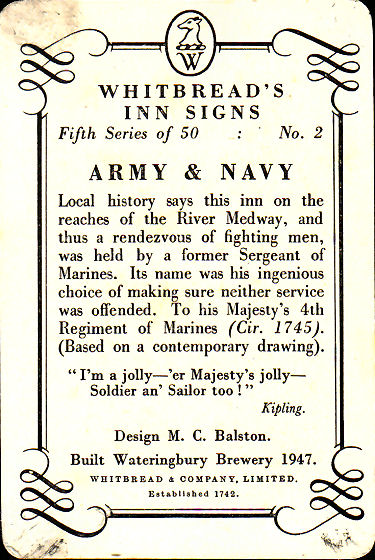 W
WHITBREAD'S
INN SIGNS
Fifth Series of 50 : No. 2
ARMY & NAVY
Local history says this inn on the
reaches of the River Medway, and
thus a rendezvous of fighting men,
was held by a former Sergeant of
Marines. Its name was his ingenious
choice of making sure neither service
was offended. To his Majesty's 4th
Regiment of Marines (Cir. 1745).
(Based on a contemporary drawing).
"I'm a jolly—'er Majesty's jolly—
Soldier an' Sailor too!"
Kipling.
Design M. C. Balston.
Built Wateringbury Brewery 1947.
WHITBREAD & COMPANY, LIMITED.
Established 1742.